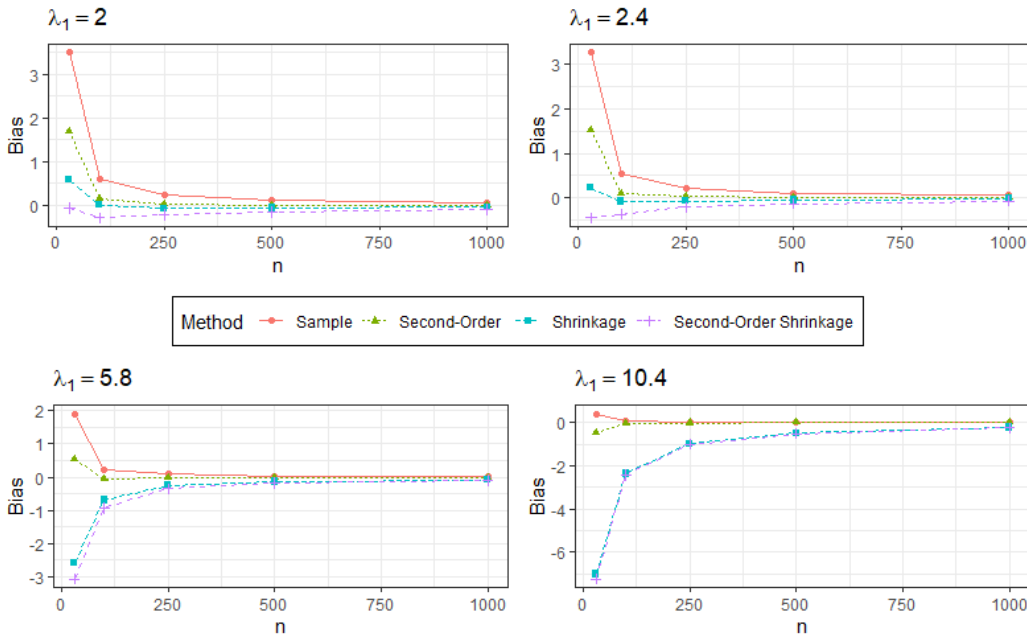 λ₁ = 2
3
2
1
0
Bias
0 250 500 750 1000
n
λ₁ = 2.4
3
2
1
0
Bias
0 250 500 750 1000
n
Method Sample Second-Order Shrinkage Second-Order Shrinkage
λ₁ = 5.8
2
1
0
-1
-2
-3
Bias
0 250 500 750 1000
n
λ₁ = 10.4
0
-2
-4
-6
Bias
0 250 500 750 1000
n